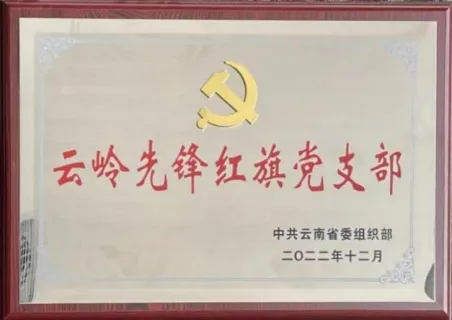 云岭先锋红旗党支部
中共云南省委组织部
二〇二二年十二月